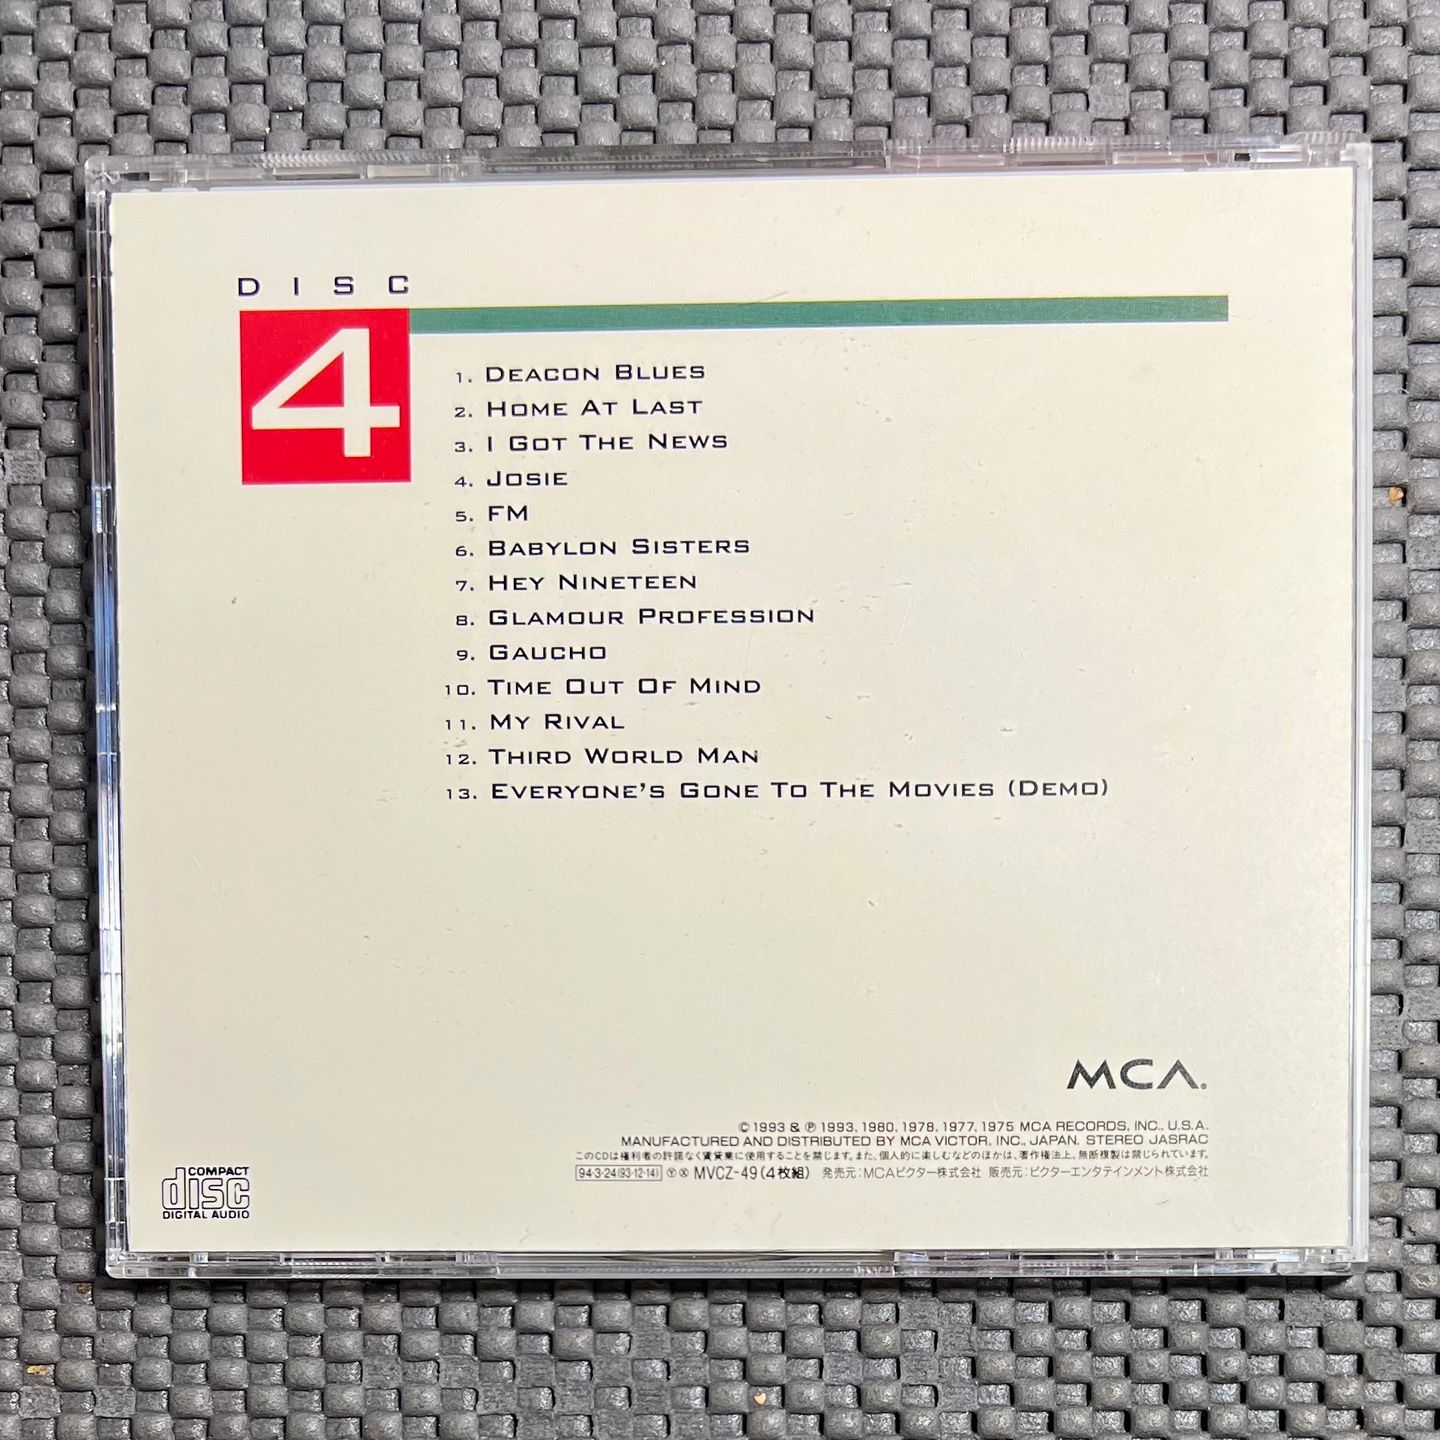 DISC
4
1. DEACON BLUES
2. HOME AT LAST
3. I GOT THE NEWS
4. JOSIE
5. FM
6. BABYLON SISTERS
7. HEY NINETEEN
8. GLAMOUR PROFESSION
9. GAUCHO
10. TIME OUT OF MIND
11. MY RIVAL
12. THIRD WORLD MAN
13. EVERYONE'S GONE TO THE MOVIES (DEMO)
MCA®
© 1993 & ℗ 1993, 1980, 1978, 1977, 1975 MCA RECORDS, INC., U.S.A.
MANUFACTURED AND DISTRIBUTED BY MCA VICTOR, INC., JAPAN. STEREO JASRAC
このCDは権利者の許諾なく賃貸業に使用することを禁じます。また、個人的に楽しむなどのほかは、著作権法上、無断複製は禁じられています。
94·3·24(93·12·14) Ⓨ Ⓧ MVCZ-49(4枚組) 発売元:MCAビクター株式会社 販売元:ビクターエンタテインメント株式会社
COMPACT
disc
DIGITAL AUDIO